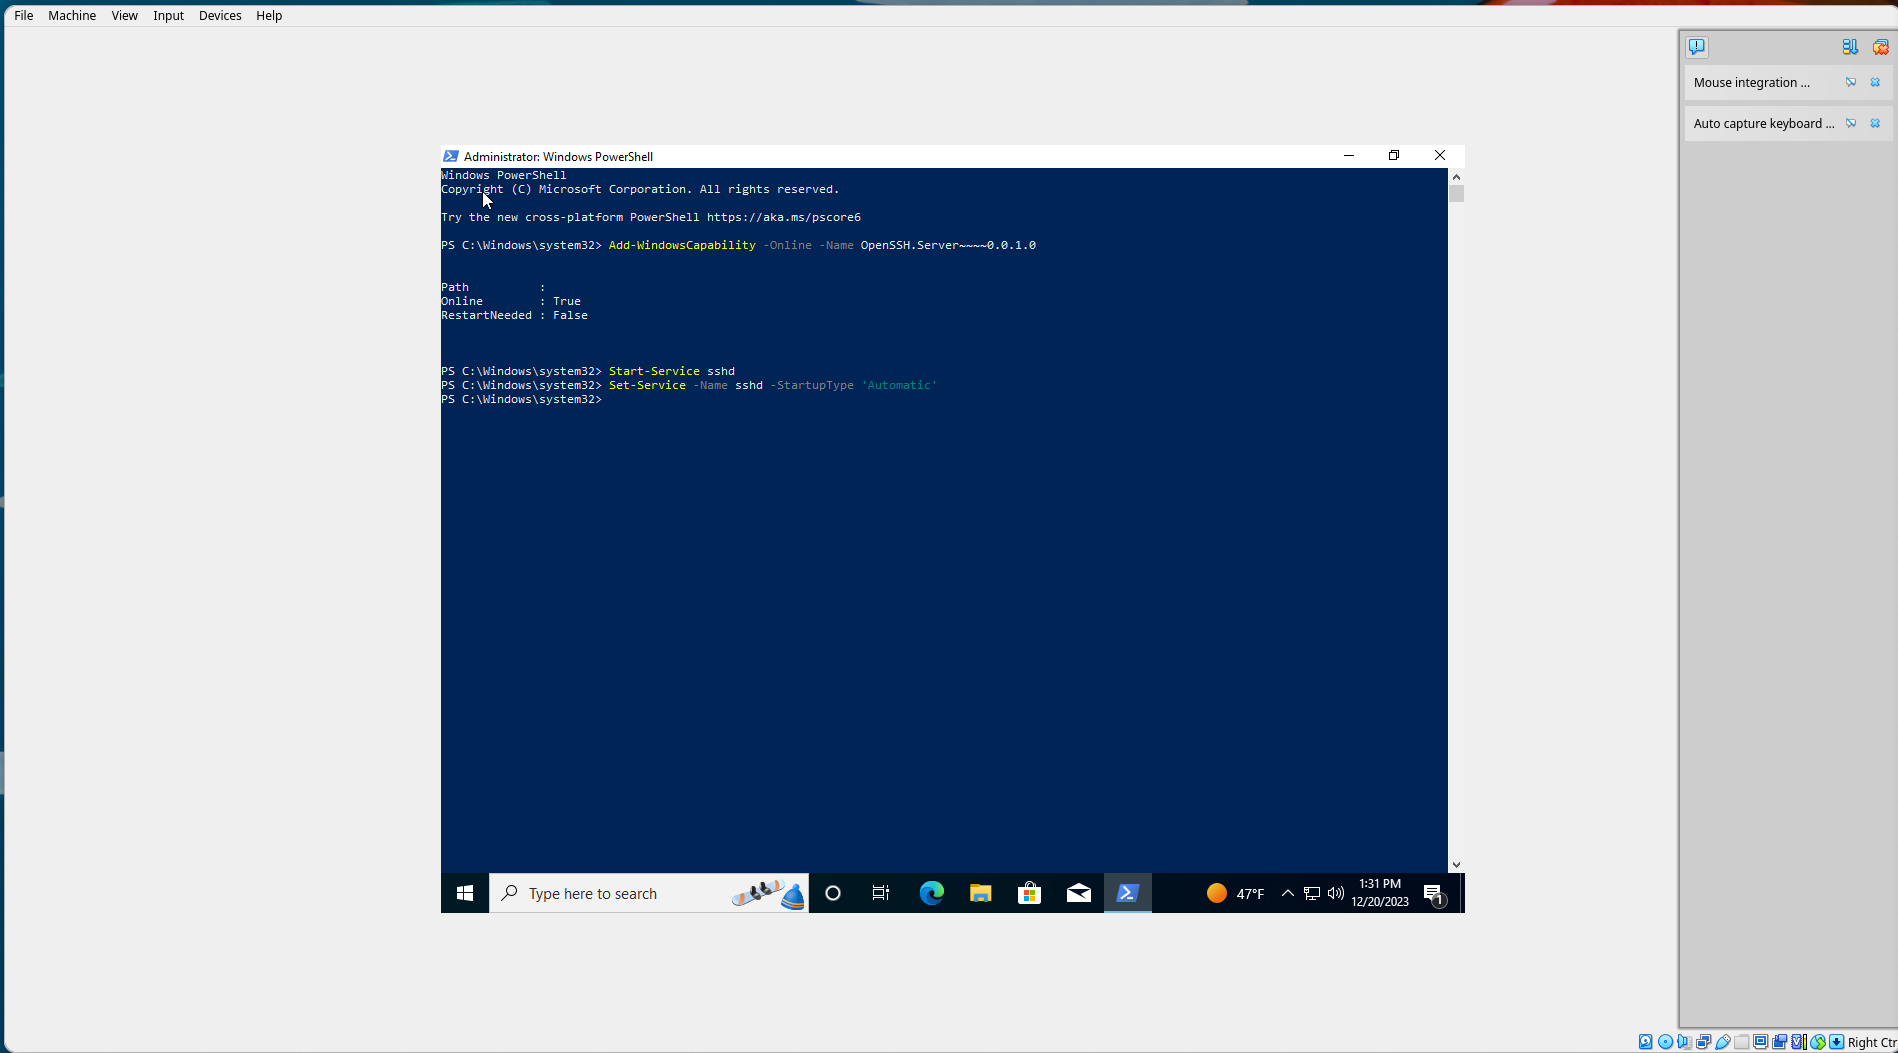 File Machine View Input Devices Help
Mouse integration ...
Auto capture keyboard ...
Administrator: Windows PowerShell
Windows PowerShell
Copyright (C) Microsoft Corporation. All rights reserved.
Try the new cross-platform PowerShell https://aka.ms/pscore6
PS C:\Windows\system32> Add-WindowsCapability -Online -Name OpenSSH.Server~~~~0.0.1.0
Path          :
Online        : True
RestartNeeded : False
PS C:\Windows\system32> Start-Service sshd
PS C:\Windows\system32> Set-Service -Name sshd -StartupType 'Automatic'
PS C:\Windows\system32>
Type here to search
47°F
1:31 PM
12/20/2023
1
Right Ctr